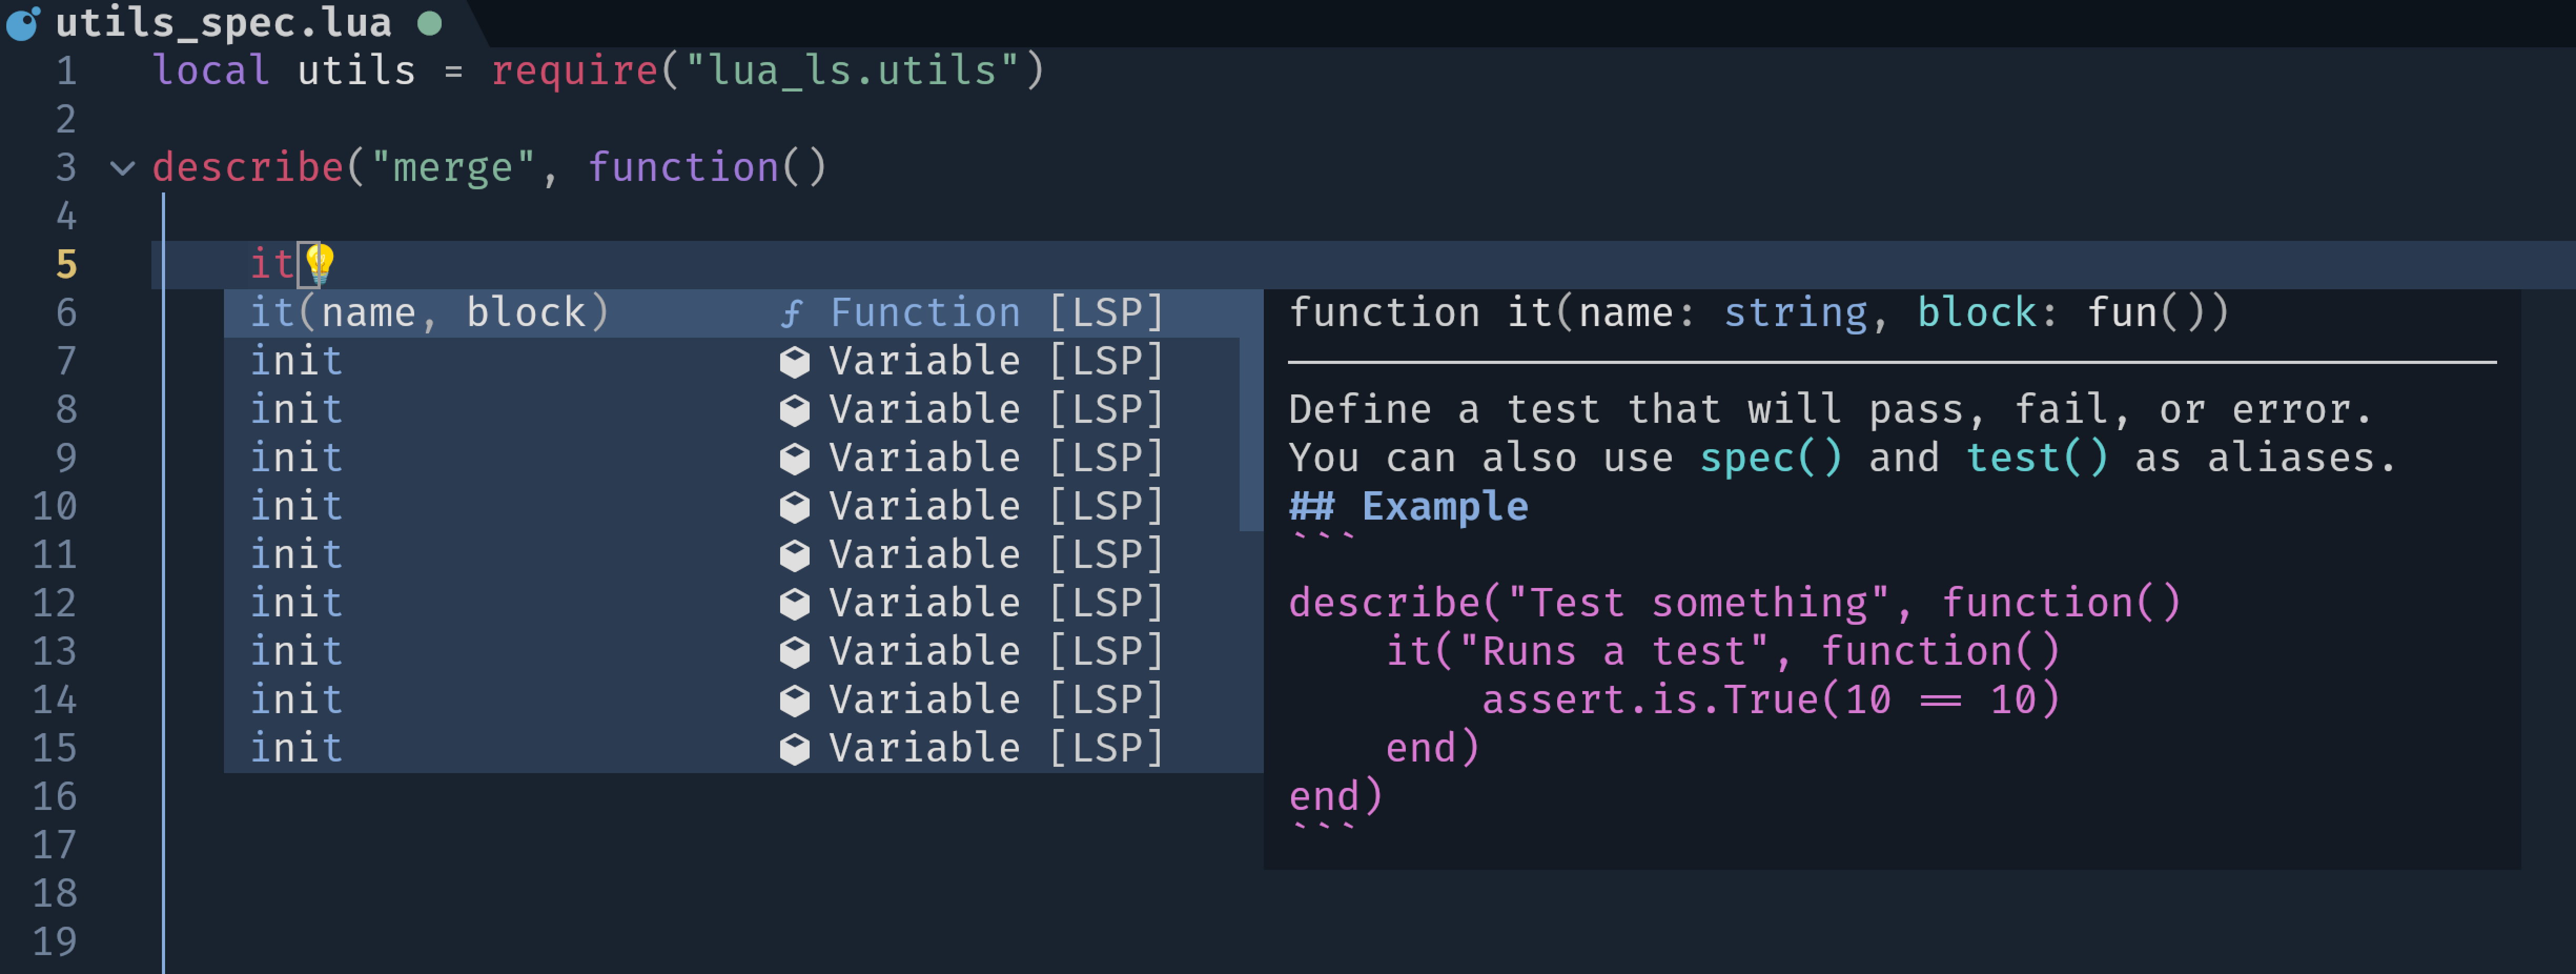 utils_spec.lua
1 local utils = require("lua_ls.utils")
2
3 describe("merge", function()
4
5 it
6 it(name, block) ƒ Function [LSP]
7 init Variable [LSP]
8 init Variable [LSP]
9 init Variable [LSP]
10 init Variable [LSP]
11 init Variable [LSP]
12 init Variable [LSP]
13 init Variable [LSP]
14 init Variable [LSP]
15 init Variable [LSP]
16
17
18
19
function it(name: string, block: fun())
Define a test that will pass, fail, or error.
You can also use spec() and test() as aliases.
## Example
```
describe("Test something", function()
    it("Runs a test", function()
        assert.is.True(10 == 10)
    end)
end)
```